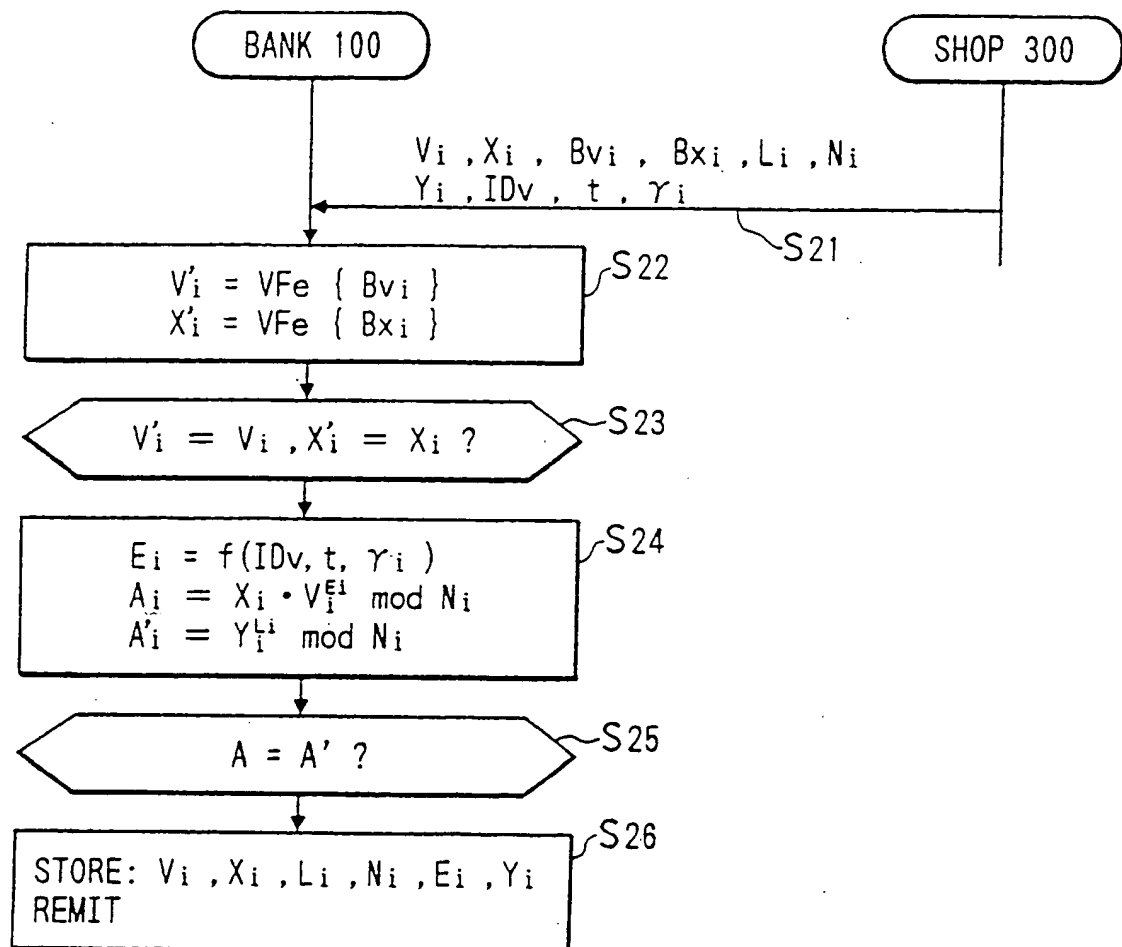 BANK 100
SHOP 300
Vi , Xi , Bvi , Bxi , Li , Ni
Yi , IDv , t , γi
S21
S22
V'i = VFe { Bvi }
X'i = VFe { Bxi }
S23
V'i = Vi , X'i = Xi ?
S24
Ei = f(IDv, t, γi)
Ai = Xi · Vi^Ei mod Ni
A'i = Yi^Li mod Ni
S25
A = A' ?
S26
STORE: Vi , Xi , Li , Ni , Ei , Yi
REMIT